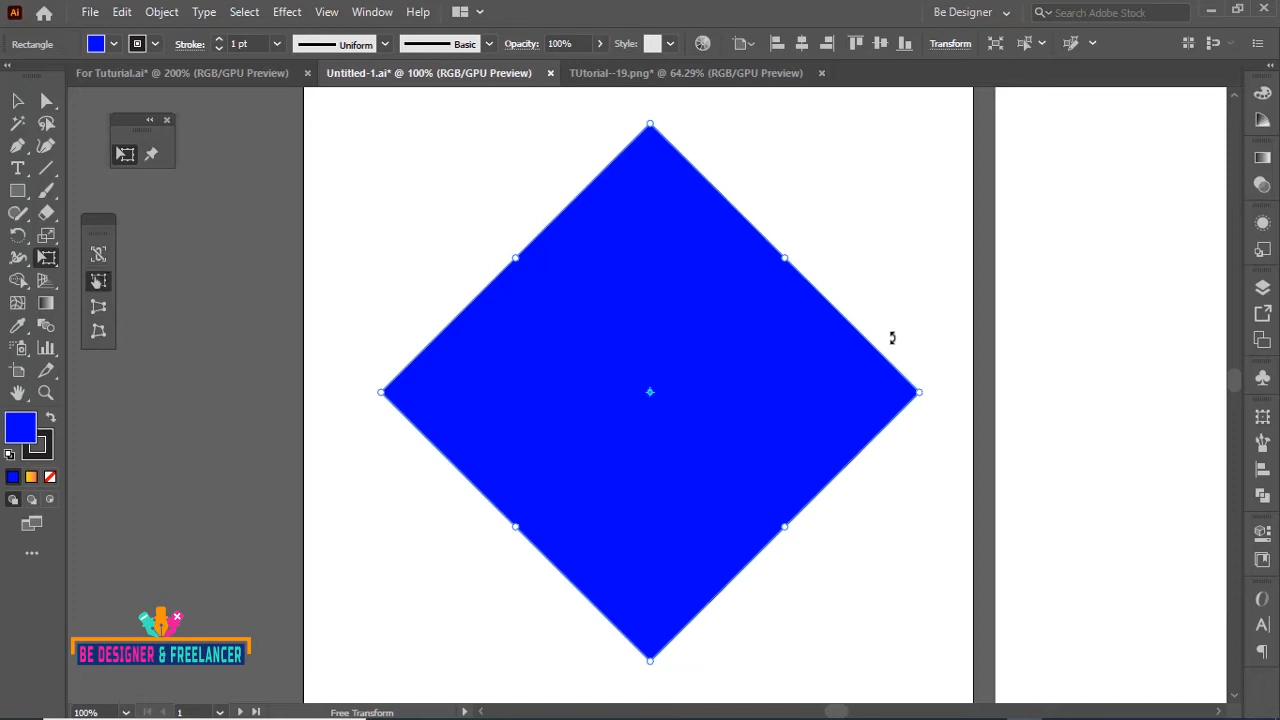 Ai File Edit Object Type Select Effect View Window Help Be Designer Search Adobe Stock
Rectangle Stroke: 1 pt Uniform Basic Opacity: 100% Style: Transform
For Tuturial.ai* @ 200% (RGB/GPU Preview) × Untitled-1.ai* @ 100% (RGB/GPU Preview) × TUtorial--19.png* @ 64.29% (RGB/GPU Preview) ×
BE DESIGNER & FREELANCER
100% 1 Free Transform